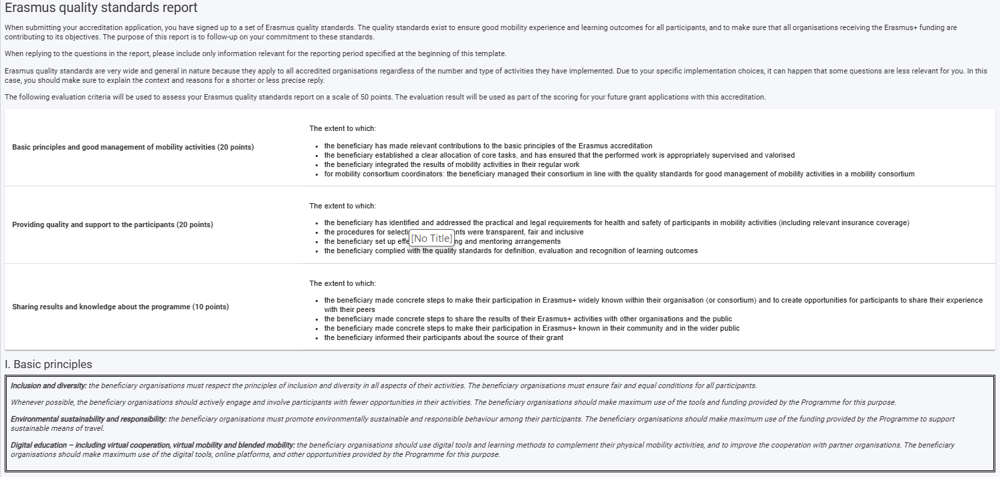 Erasmus quality standards report
When submitting your accreditation application, you have signed up to a set of Erasmus quality standards. The quality standards exist to ensure good mobility experience and learning outcomes for all participants, and to make sure that all organisations receiving the Erasmus+ funding are
contributing to its objectives. The purpose of this report is to follow-up on your commitment to these standards.
When replying to the questions in the report, please include only information relevant for the reporting period specified at the beginning of this template.
Erasmus quality standards are very wide and general in nature because they apply to all accredited organisations regardless of the number and type of activities they have implemented. Due to your specific implementation choices, it can happen that some questions are less relevant for you. In this
case, you should make sure to explain the context and reasons for a shorter or less precise reply.
The following evaluation criteria will be used to assess your Erasmus quality standards report on a scale of 50 points. The evaluation result will be used as part of the scoring for your future grant applications with this accreditation.
Basic principles and good management of mobility activities (20 points)
The extent to which:
• the beneficiary has made relevant contributions to the basic principles of the Erasmus accreditation
• the beneficiary established a clear allocation of core tasks, and has ensured that the performed work is appropriately supervised and valorised
• the beneficiary integrated the results of mobility activities in their regular work
• for mobility consortium coordinators: the beneficiary managed their consortium in line with the quality standards for good management of mobility activities in a mobility consortium
Providing quality and support to the participants (20 points)
The extent to which:
• the beneficiary has identified and addressed the practical and legal requirements for health and safety of participants in mobility activities (including relevant insurance coverage)
• the procedures for selecti nts were transparent, fair and inclusive
[No Title]
• the beneficiary set up effe ng and mentoring arrangements
• the beneficiary complied with the quality standards for definition, evaluation and recognition of learning outcomes
Sharing results and knowledge about the programme (10 points)
The extent to which:
• the beneficiary made concrete steps to make their participation in Erasmus+ widely known within their organisation (or consortium) and to create opportunities for participants to share their experience
with their peers
• the beneficiary made concrete steps to share the results of their Erasmus+ activities with other organisations and the public
• the beneficiary made concrete steps to make their participation in Erasmus+ known in their community and in the wider public
• the beneficiary informed their participants about the source of their grant
I. Basic principles
Inclusion and diversity: the beneficiary organisations must respect the principles of inclusion and diversity in all aspects of their activities. The beneficiary organisations must ensure fair and equal conditions for all participants.
Whenever possible, the beneficiary organisations should actively engage and involve participants with fewer opportunities in their activities. The beneficiary organisations should make maximum use of the tools and funding provided by the Programme for this purpose.
Environmental sustainability and responsibility: the beneficiary organisations must promote environmentally sustainable and responsible behaviour among their participants. The beneficiary organisations should make maximum use of the funding provided by the Programme to support
sustainable means of travel.
Digital education – including virtual cooperation, virtual mobility and blended mobility: the beneficiary organisations should use digital tools and learning methods to complement their physical mobility activities, and to improve the cooperation with partner organisations. The beneficiary
organisations should make maximum use of the digital tools, online platforms, and other opportunities provided by the Programme for this purpose.